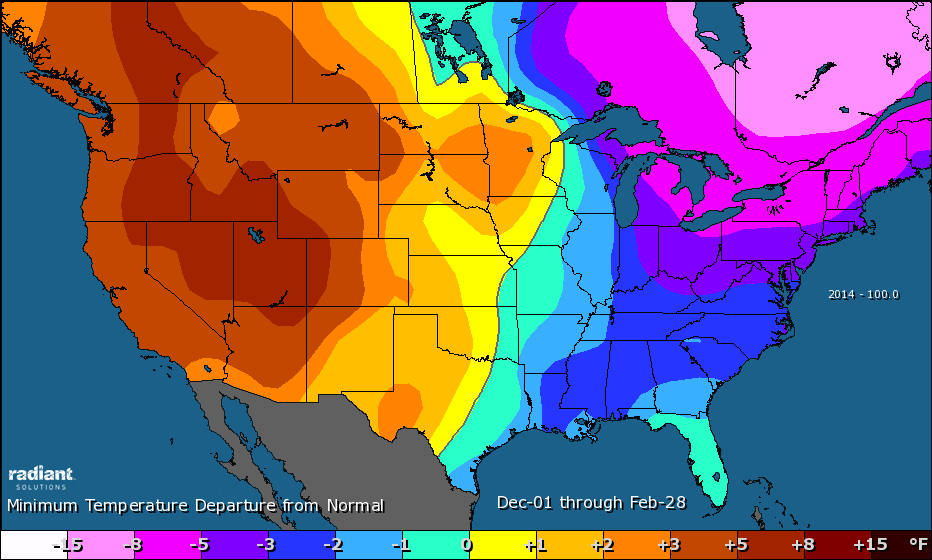 2014 - 100.0
radiant
SOLUTIONS
Minimum Temperature Departure from Normal
Dec-01 through Feb-28
-15 -8 -5 -3 -2 -1 0 +1 +2 +3 +5 +8 +15 °F